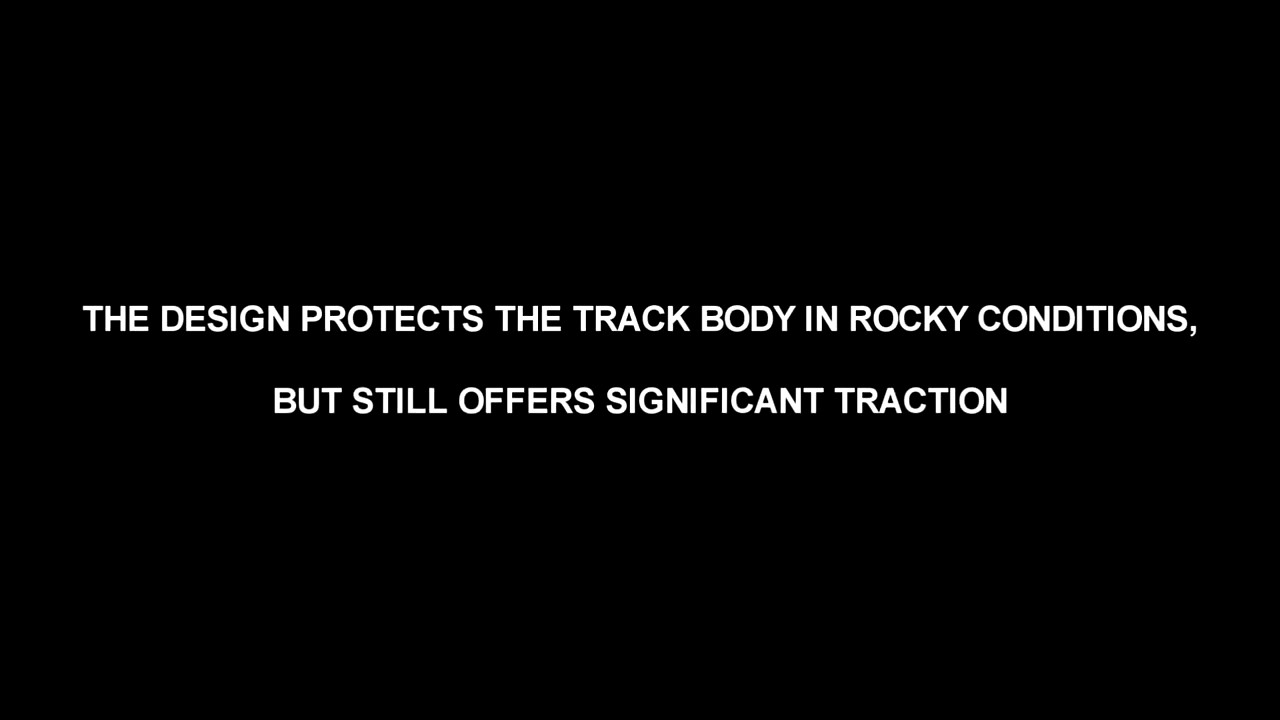 THE DESIGN PROTECTS THE TRACK BODY IN ROCKY CONDITIONS,
BUT STILL OFFERS SIGNIFICANT TRACTION